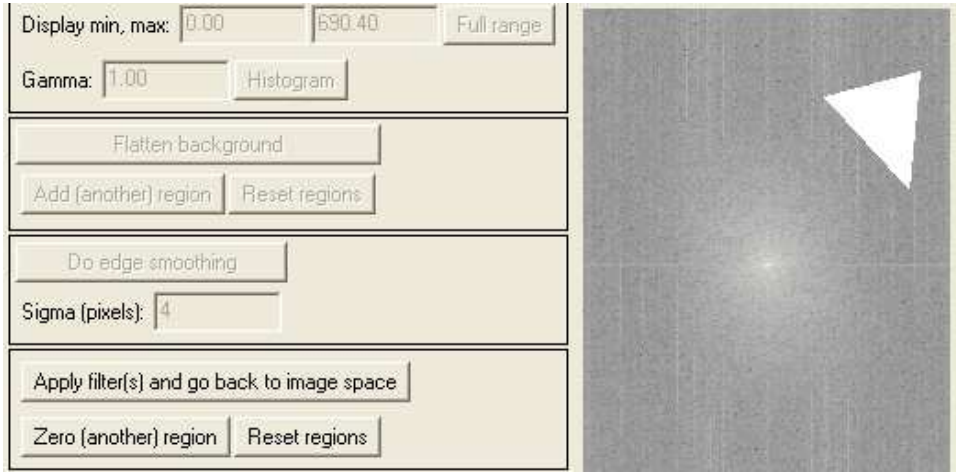 Display min, max: 0.00 690.40 Full range
Gamma: 1.00 Histogram
Flatten background
Add (another) region Reset regions
Do edge smoothing
Sigma (pixels): 4
Apply filter(s) and go back to image space
Zero (another) region Reset regions